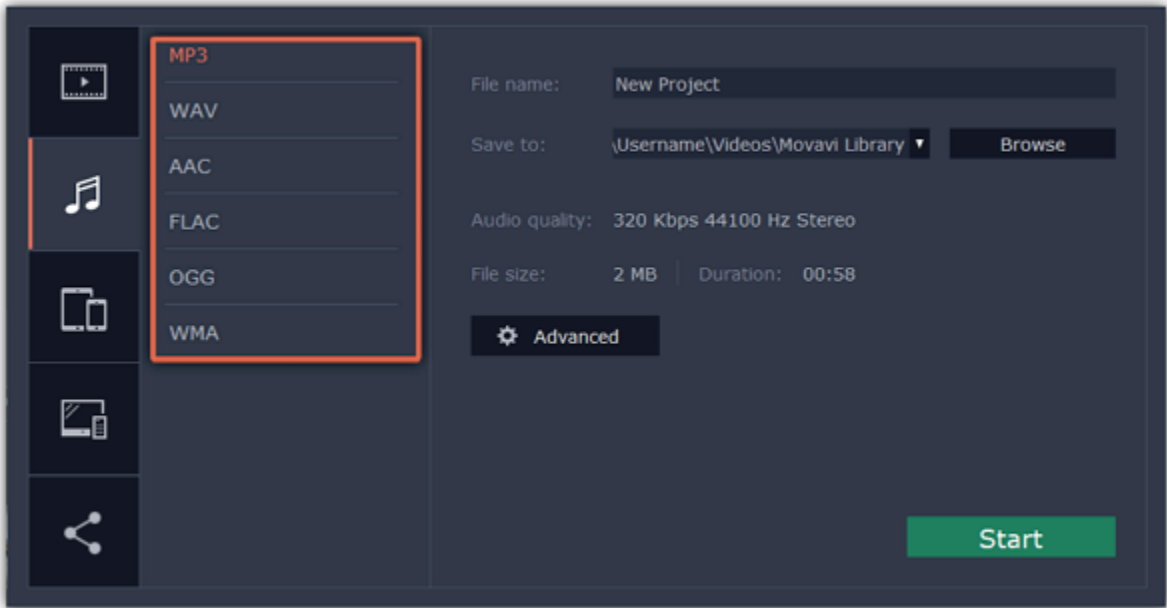 MP3
WAV
AAC
FLAC
OGG
WMA
File name: New Project
Save to: \Username\Videos\Movavi Library Browse
Audio quality: 320 Kbps 44100 Hz Stereo
File size: 2 MB Duration: 00:58
Advanced
Start